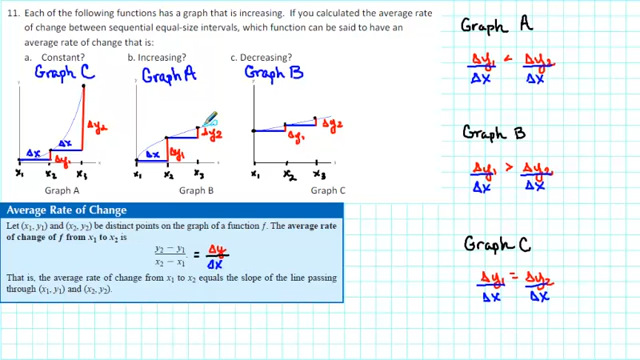 11. Each of the following functions has a graph that is increasing. If you calculated the average rate
of change between sequential equal-size intervals, which function can be said to have an
average rate of change that is:
a. Constant? b. Increasing? c. Decreasing?
Graph C Graph A Graph B
Δx Δx Δy₁ Δy₂
x₁ x₂ x₃
Graph A
Δx Δy₁ Δy₂
x₁ x₂ x₃
Graph B
Δy₁ Δy₂
x₁ x₂ x₃
Graph C
Average Rate of Change
Let (x₁, y₁) and (x₂, y₂) be distinct points on the graph of a function f. The average rate
of change of f from x₁ to x₂ is
y₂ − y₁ / x₂ − x₁ = Δy / Δx
That is, the average rate of change from x₁ to x₂ equals the slope of the line passing
through (x₁, y₁) and (x₂, y₂).
Graph A
Δy₁ / Δx < Δy₂ / Δx
Graph B
Δy₁ / Δx > Δy₂ / Δx
Graph C
Δy₁ / Δx = Δy₂ / Δx